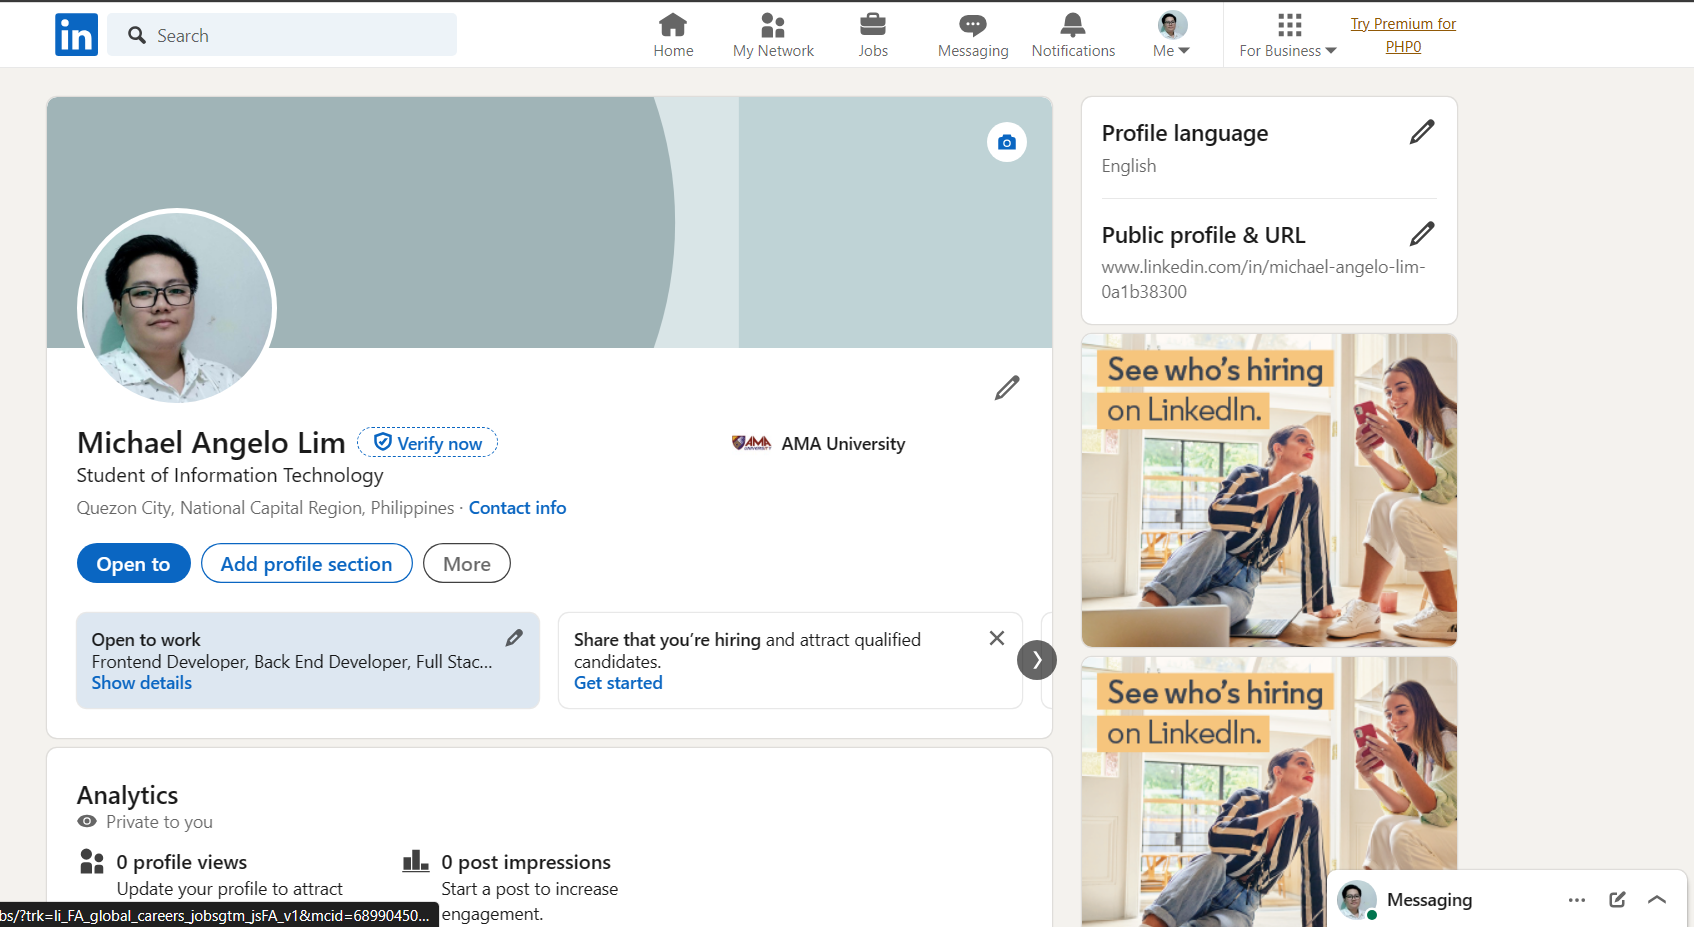 in
Search
Home
My Network
Jobs
Messaging
Notifications
Me
For Business
Try Premium for
PHP0
Profile language
English
Public profile & URL
www.linkedin.com/in/michael-angelo-lim-
0a1b38300
See who's hiring
on LinkedIn.
Michael Angelo Lim
Verify now
AMA University
Student of Information Technology
Quezon City, National Capital Region, Philippines · Contact info
Open to
Add profile section
More
Open to work
Frontend Developer, Back End Developer, Full Stac...
Show details
Share that you're hiring and attract qualified
candidates.
Get started
See who's hiring
on LinkedIn.
Analytics
Private to you
0 profile views
Update your profile to attract
0 post impressions
Start a post to increase
engagement.
bs/?trk=li_FA_global_careers_jobsgtm_jsFA_v1&mcid=68990450...
Messaging